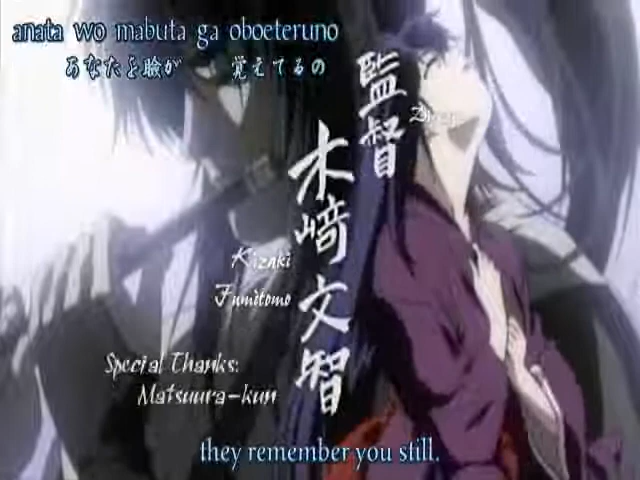 anata wo mabuta ga oboeteruno
あなたを瞼が 覚えてるの
監督
木﨑文智
Kizaki
Fumitomo
Special Thanks:
Matsuura-kun
they remember you still.